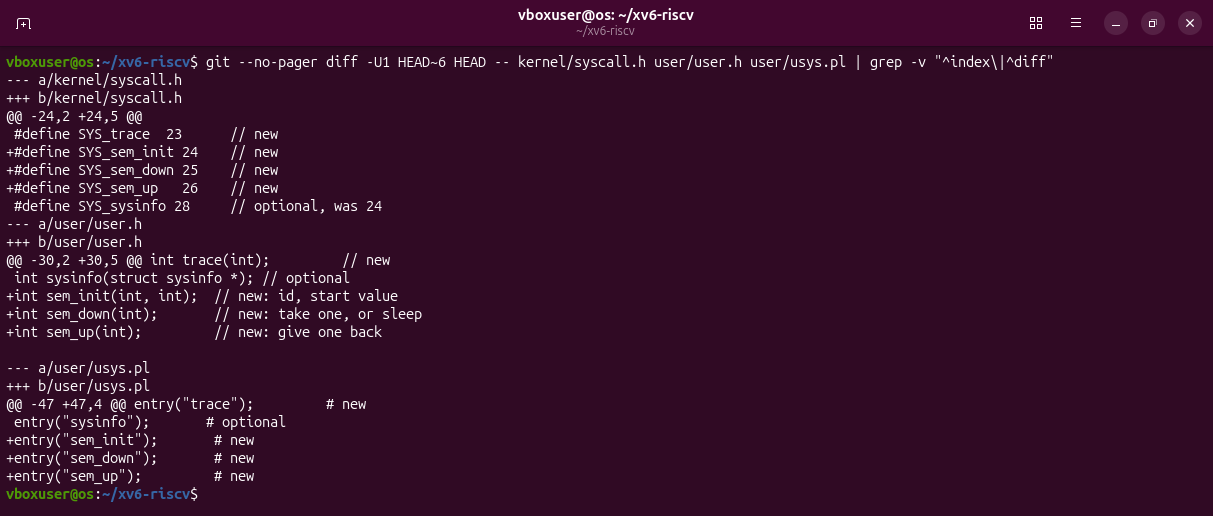 vboxuser@os: ~/xv6-riscv
~/xv6-riscv
vboxuser@os:~/xv6-riscv$ git --no-pager diff -U1 HEAD~6 HEAD -- kernel/syscall.h user/user.h user/usys.pl | grep -v "^index\|^diff"
--- a/kernel/syscall.h
+++ b/kernel/syscall.h
@@ -24,2 +24,5 @@
 #define SYS_trace  23      // new
+#define SYS_sem_init 24    // new
+#define SYS_sem_down 25    // new
+#define SYS_sem_up   26    // new
 #define SYS_sysinfo 28     // optional, was 24
--- a/user/user.h
+++ b/user/user.h
@@ -30,2 +30,5 @@ int trace(int);         // new
 int sysinfo(struct sysinfo *); // optional
+int sem_init(int, int);  // new: id, start value
+int sem_down(int);       // new: take one, or sleep
+int sem_up(int);         // new: give one back
--- a/user/usys.pl
+++ b/user/usys.pl
@@ -47 +47,4 @@ entry("trace");         # new
 entry("sysinfo");       # optional
+entry("sem_init");       # new
+entry("sem_down");       # new
+entry("sem_up");         # new
vboxuser@os:~/xv6-riscv$